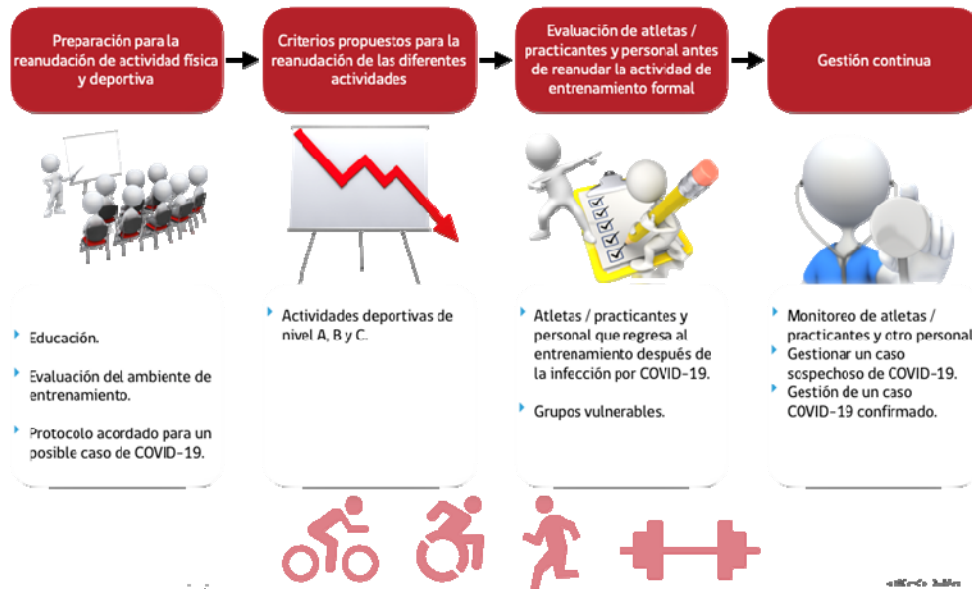 Preparación para la
reanudación de actividad física
y deportiva
Criterios propuestos para la
reanudación de las diferentes
actividades
Evaluación de atletas /
practicantes y personal antes
de reanudar la actividad de
entrenamiento formal
Gestión continua
Educación.
Evaluación del ambiente de
entrenamiento.
Protocolo acordado para un
posible caso de COVID-19.
Actividades deportivas de
nivel A, B y C.
Atletas / practicantes y
personal que regresa al
entrenamiento después de
la infección por COVID-19.
Grupos vulnerables.
Monitoreo de atletas /
practicantes y otro personal
Gestionar un caso
sospechoso de COVID-19.
Gestión de un caso
COVID-19 confirmado.